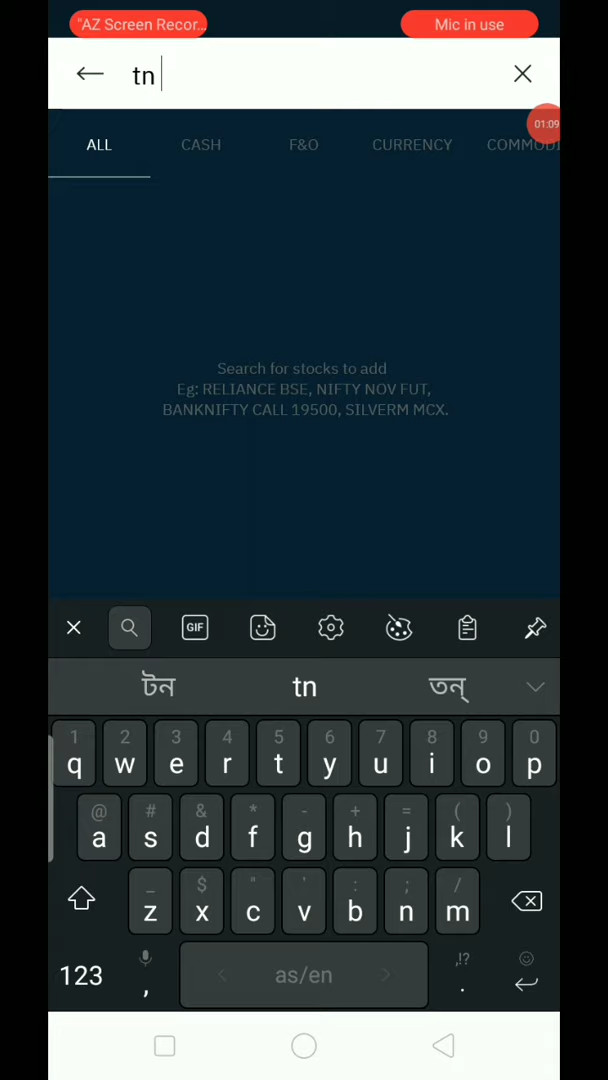 "AZ Screen Recor...
Mic in use
tn
01:09
ALL CASH F&O CURRENCY COMMODI
Search for stocks to add
Eg: RELIANCE BSE, NIFTY NOV FUT,
BANKNIFTY CALL 19500, SILVERM MCX.
GIF
টন tn তন্
1 2 3 4 5 6 7 8 9 0
q w e r t y u i o p
@ # & * - + = ( )
a s d f g h j k l
_ $ " ' : ; /
z x c v b n m
,!?
123 , < as/en > .